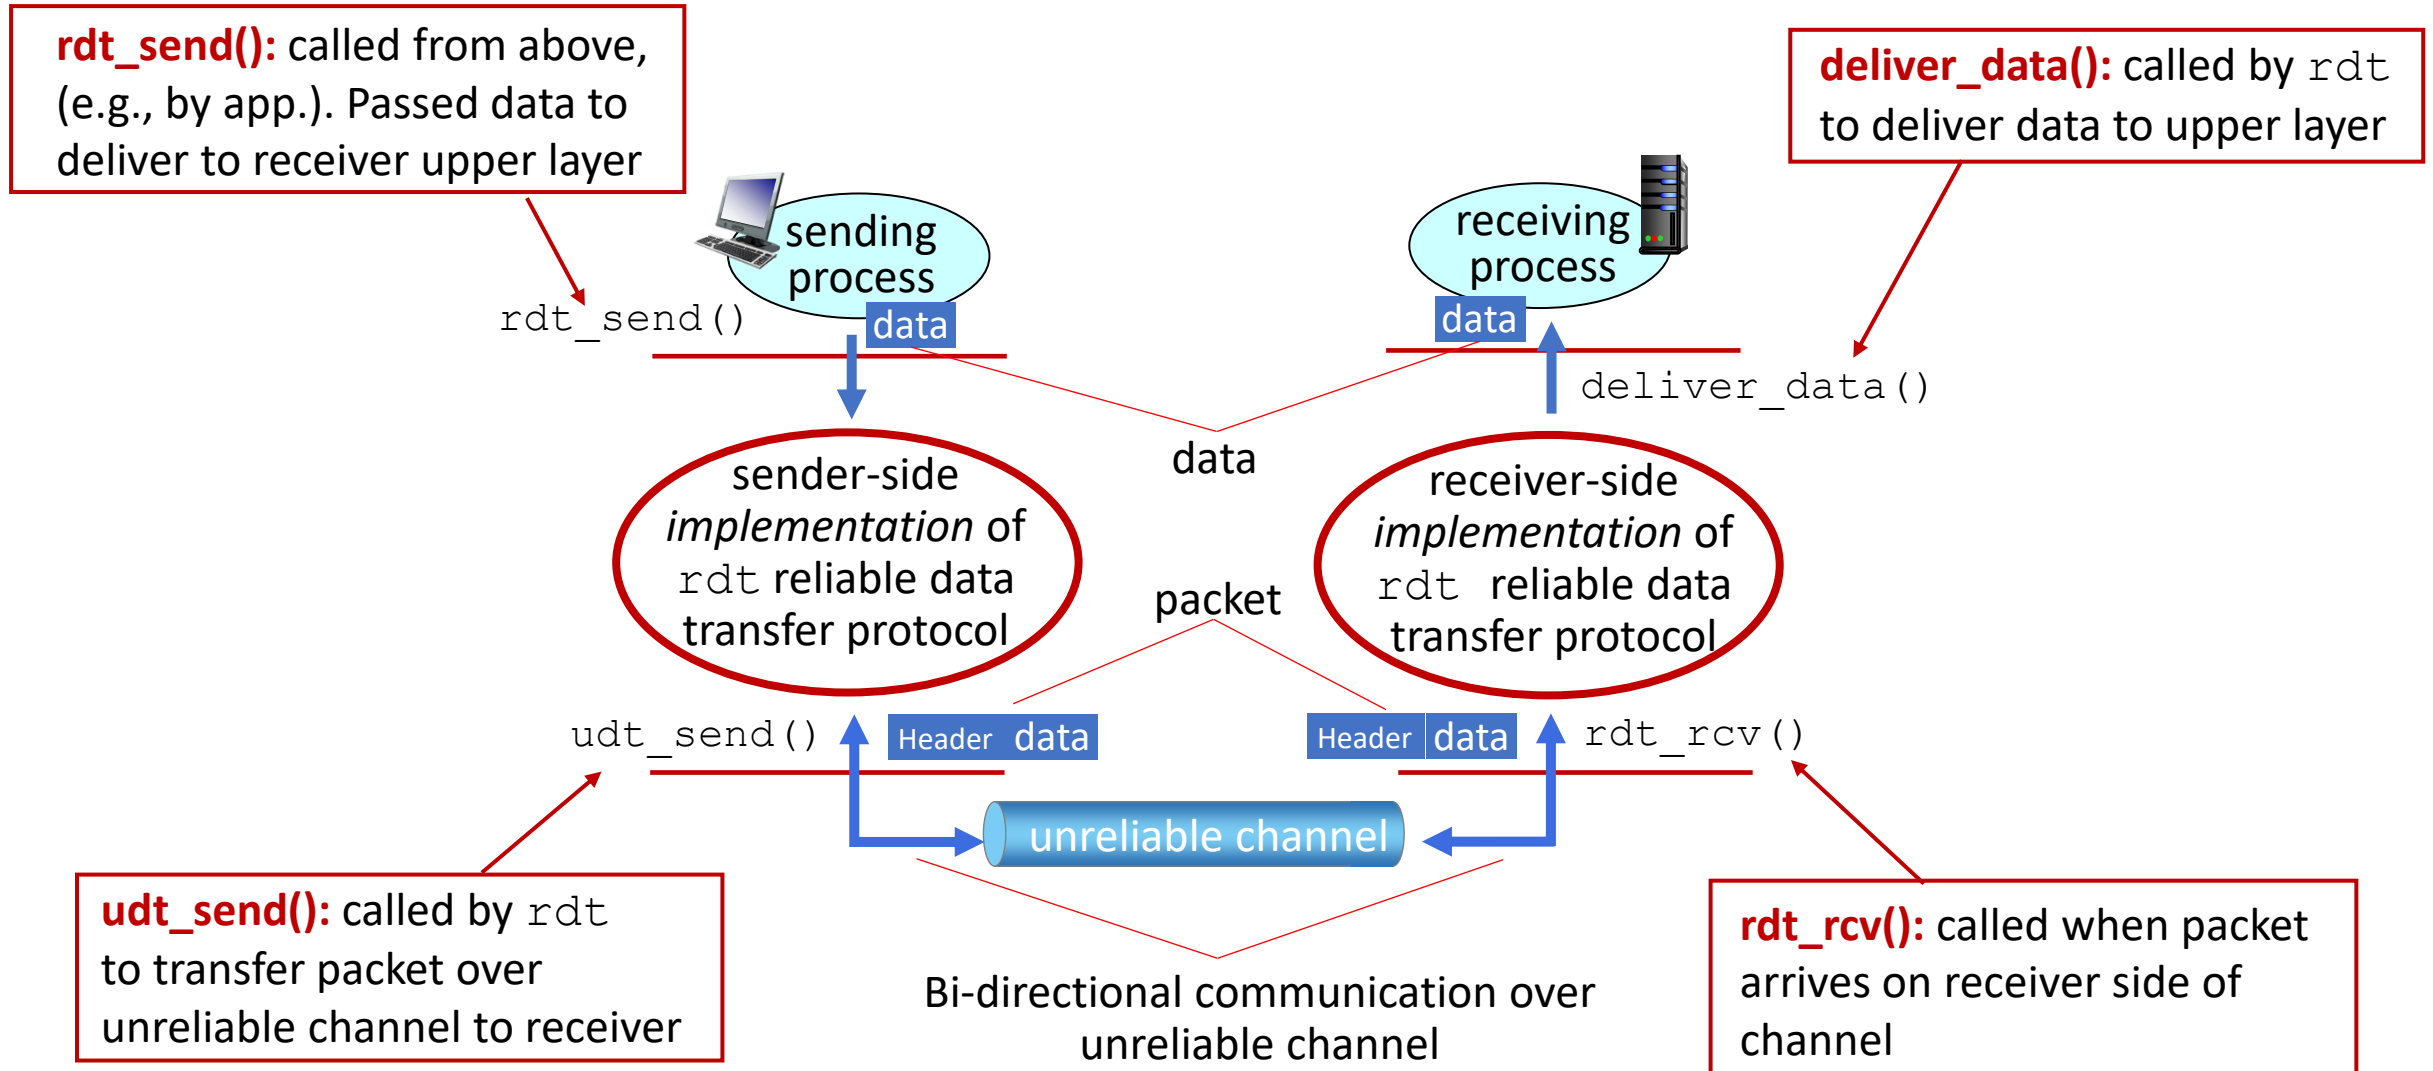 rdt_send(): called from above,
(e.g., by app.). Passed data to
deliver to receiver upper layer
deliver_data(): called by rdt
to deliver data to upper layer
sending
process
receiving
process
rdt_send()
data
data
deliver_data()
data
sender-side
implementation of
rdt reliable data
transfer protocol
receiver-side
implementation of
rdt reliable data
transfer protocol
packet
udt_send()
Header data
Header data
rdt_rcv()
unreliable channel
udt_send(): called by rdt
to transfer packet over
unreliable channel to receiver
Bi-directional communication over
unreliable channel
rdt_rcv(): called when packet
arrives on receiver side of
channel